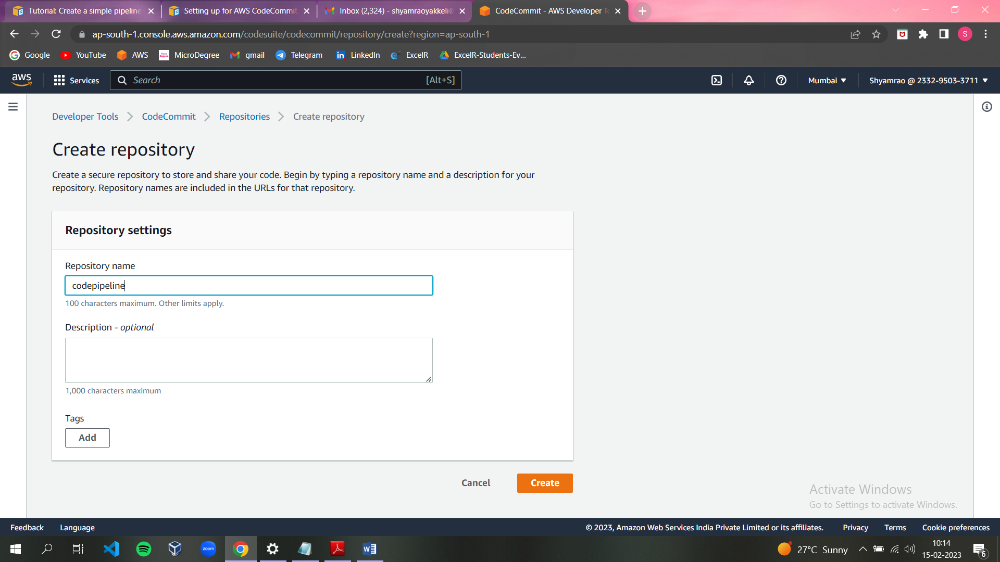 Tutorial: Create a simple pipeline
Setting up for AWS CodeCommit
Inbox (2,324) - shyamraoyakkeli@
CodeCommit - AWS Developer To
ap-south-1.console.aws.amazon.com/codesuite/codecommit/repository/create?region=ap-south-1
S
Google
YouTube
AWS
MicroDegree
gmail
Telegram
LinkedIn
ExcelR
ExcelR-Students-Ev...
aws
Services
Search
[Alt+S]
Mumbai
Shyamrao @ 2332-9503-3711
Developer Tools
CodeCommit
Repositories
Create repository
Create repository
Create a secure repository to store and share your code. Begin by typing a repository name and a description for your
repository. Repository names are included in the URLs for that repository.
Repository settings
Repository name
codepipeline
100 characters maximum. Other limits apply.
Description - optional
1,000 characters maximum
Tags
Add
Cancel
Create
Activate Windows
Go to Settings to activate Windows.
Feedback
Language
© 2023, Amazon Web Services India Private Limited or its affiliates.
Privacy
Terms
Cookie preferences
zoom
27°C Sunny
10:14
15-02-2023
6